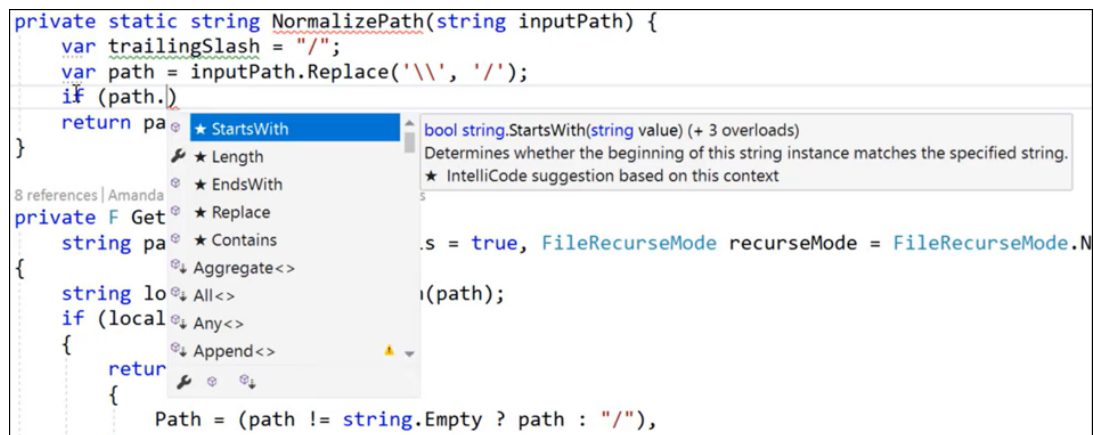 private static string NormalizePath(string inputPath) {
var trailingSlash = "/";
var path = inputPath.Replace('\\', '/');
if (path.)
return pa
★ StartsWith
★ Length
★ EndsWith
★ Replace
★ Contains
Aggregate<>
All<>
Any<>
Append<>
bool string.StartsWith(string value) (+ 3 overloads)
Determines whether the beginning of this string instance matches the specified string.
★ IntelliCode suggestion based on this context
}
8 references | Amanda s
private F Get
string pa .s = true, FileRecurseMode recurseMode = FileRecurseMode.N
{
string lo (path);
if (local
{
retur
{
Path = (path != string.Empty ? path : "/"),